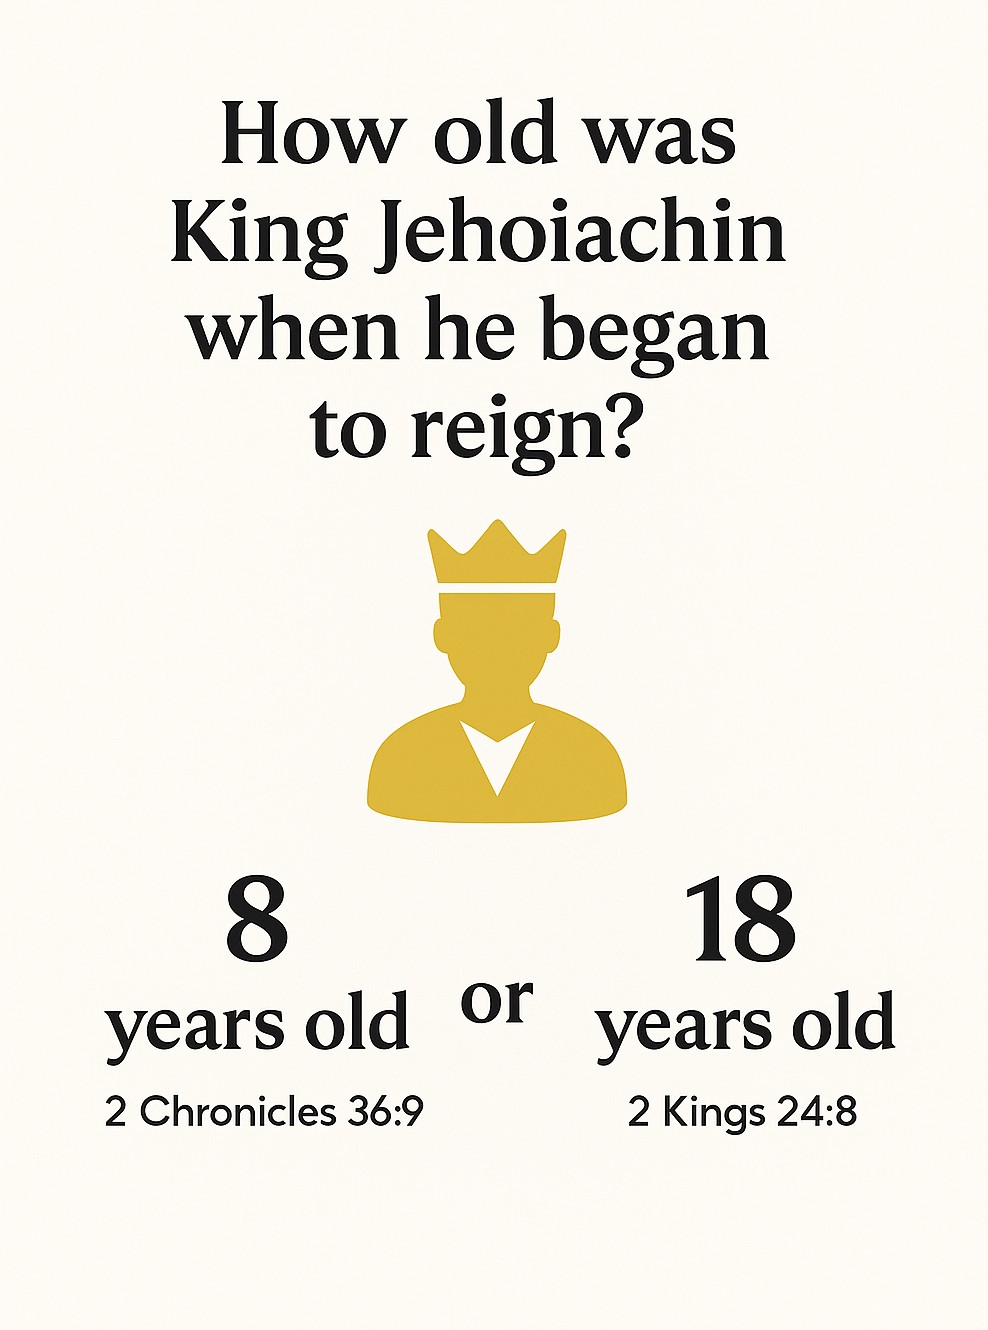 How old was
King Jehoiachin
when he began
to reign?
8
years old
2 Chronicles 36:9
or
18
years old
2 Kings 24:8